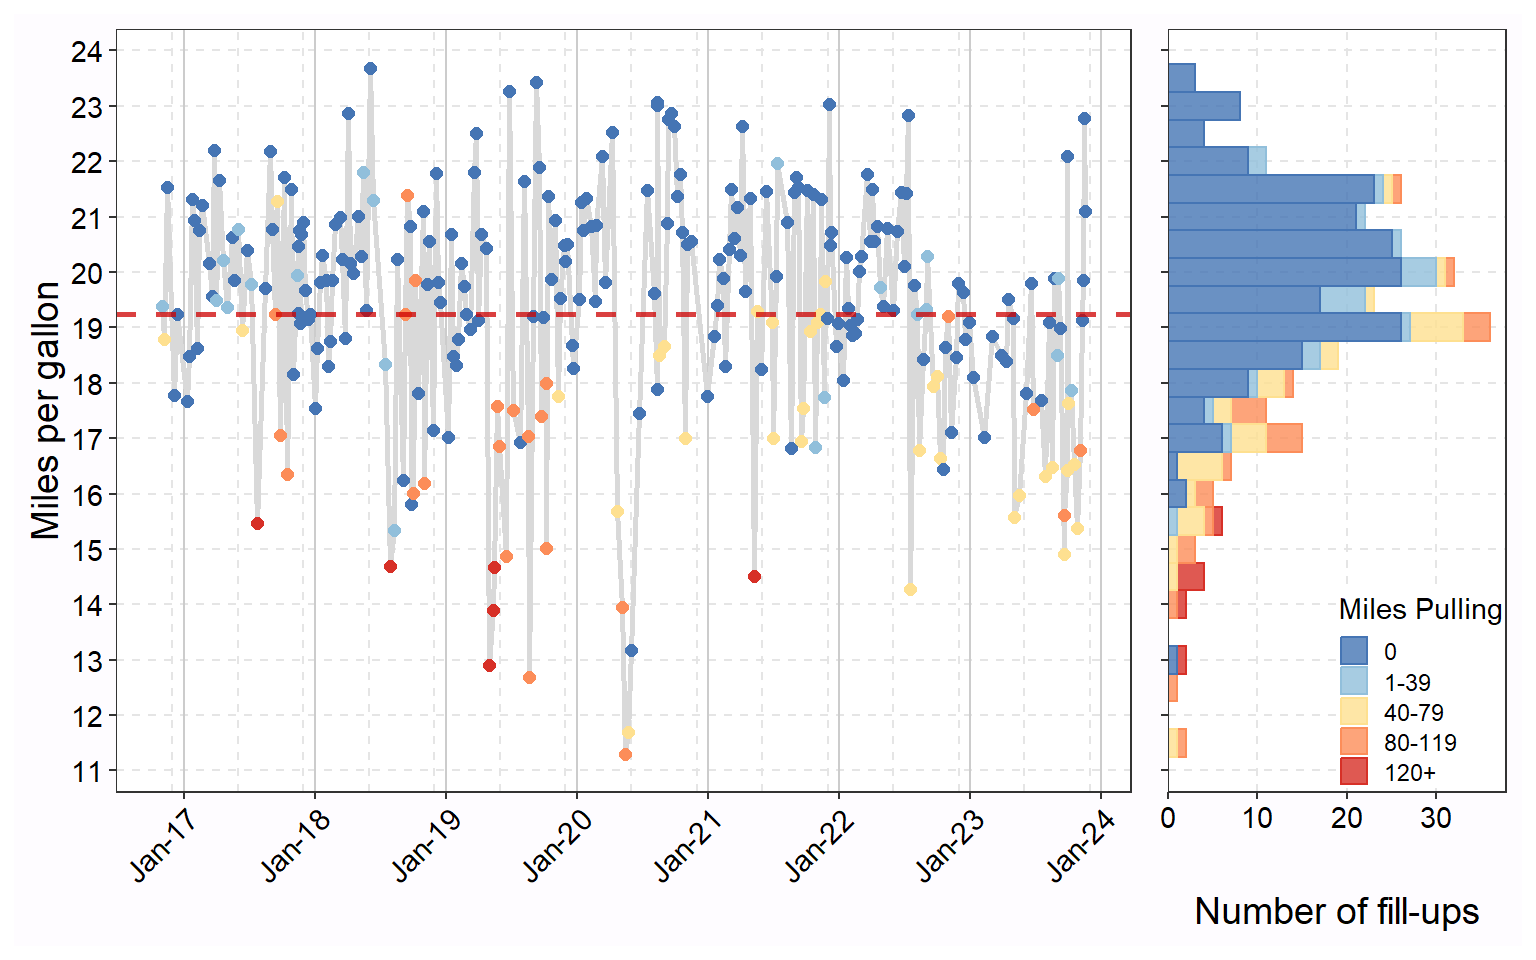 24
23
22
21
20
19
18
17
16
15
14
13
12
11
Miles per gallon
Jan-17
Jan-18
Jan-19
Jan-20
Jan-21
Jan-22
Jan-23
Jan-24
Miles Pulling
0
1-39
40-79
80-119
120+
0 10 20 30
Number of fill-ups